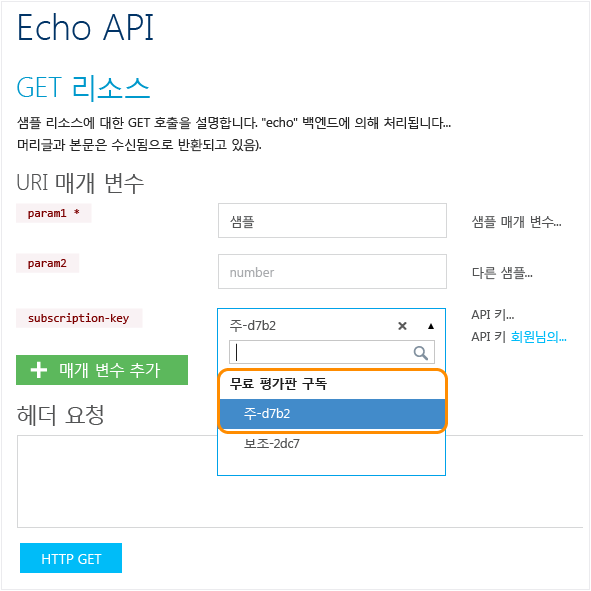 Echo API
GET 리소스
샘플 리소스에 대한 GET 호출을 설명합니다. "echo" 백엔드에 의해 처리됩니다...
머리글과 본문은 수신됨으로 반환되고 있음).
URI 매개 변수
param1 * 샘플 샘플 매개 변수...
param2 number 다른 샘플...
subscription-key 주-d7b2 API 키...
API 키 회원님의...
매개 변수 추가
무료 평가판 구독
주-d7b2
보조-2dc7
헤더 요청
HTTP GET